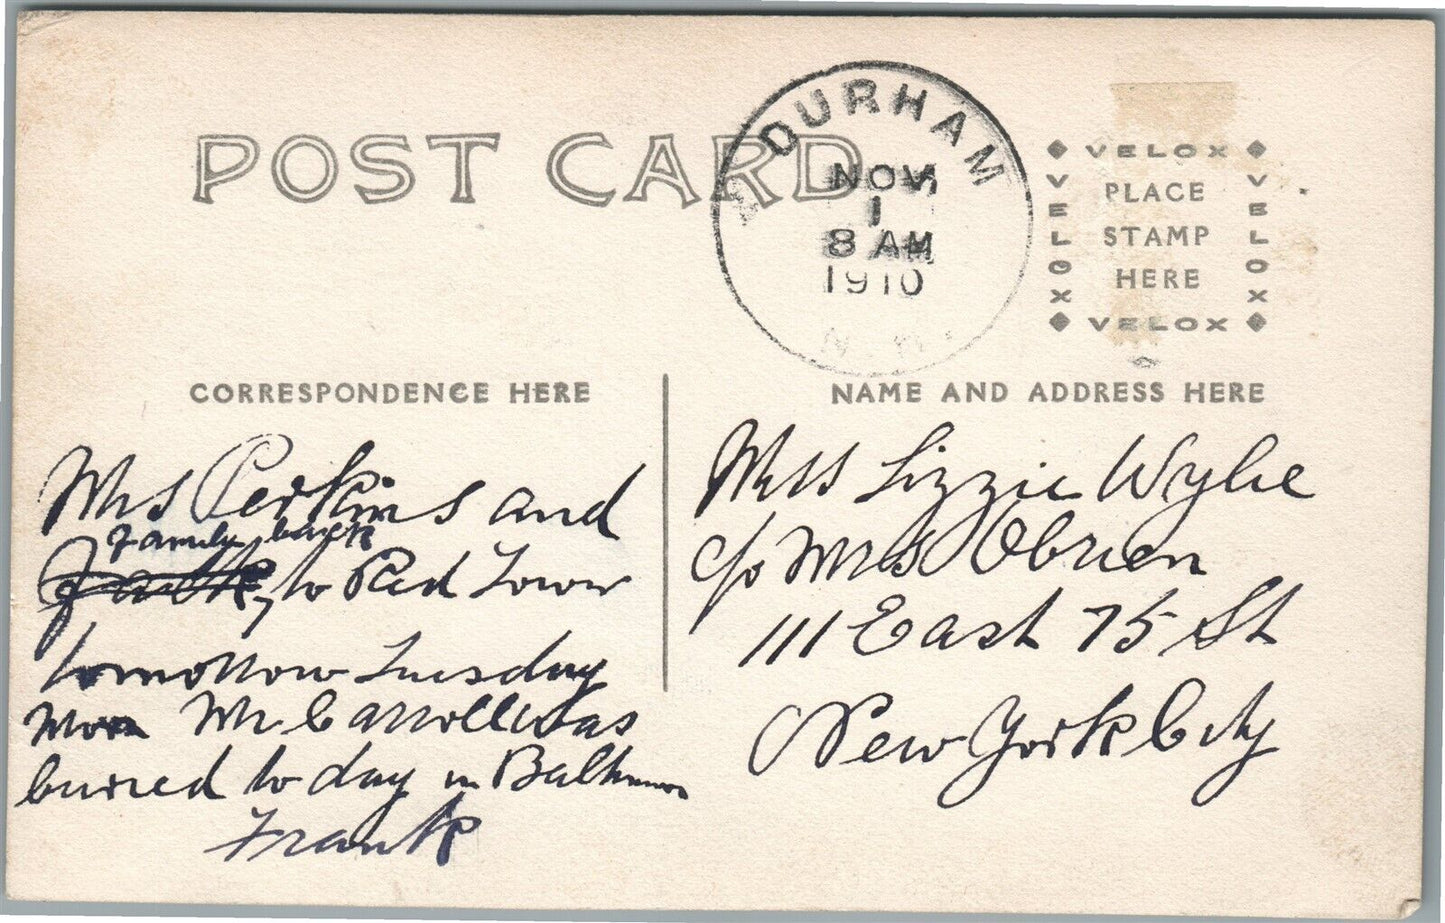 POST CARD
DURHAM
NOV
1
8 AM
1910
N.
VELOX
VELOX
PLACE
STAMP
HERE
VELOX
VELOX
CORRESPONDENCE HERE
NAME AND ADDRESS HERE
Mrs Perkins and
family back
to Red Tower
tomorrow Tuesday
Mr Carroll was
buried to day in Baltimore
Frank
Miss Lizzie Wylie
c/o Mrs Obrien
111 East 75 St
New York City